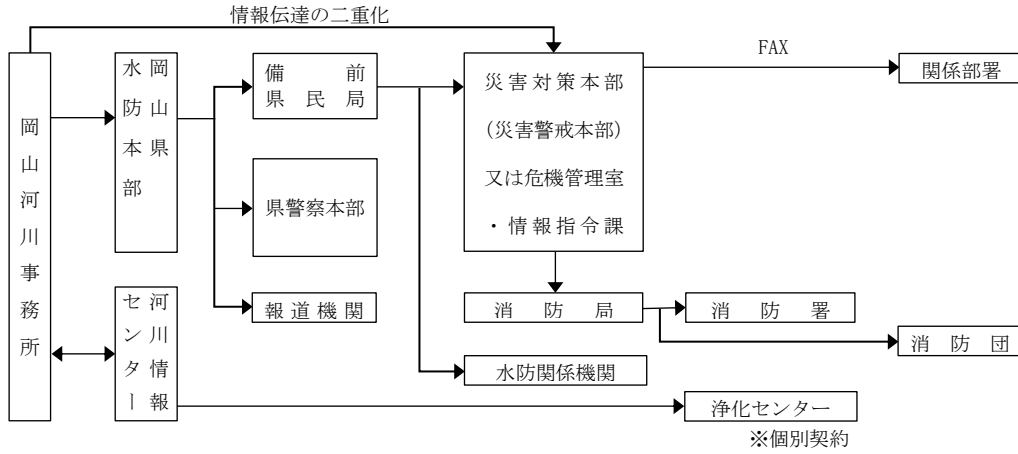 情報伝達の二重化
FAX
岡山河川事務所
岡山県
水防本部
備前
県民局
災害対策本部
(災害警戒本部)
又は危機管理室
・情報指令課
関係部署
県警察本部
報道機関
河川情報
センター
消防局
消防署
消防団
水防関係機関
浄化センター
※個別契約